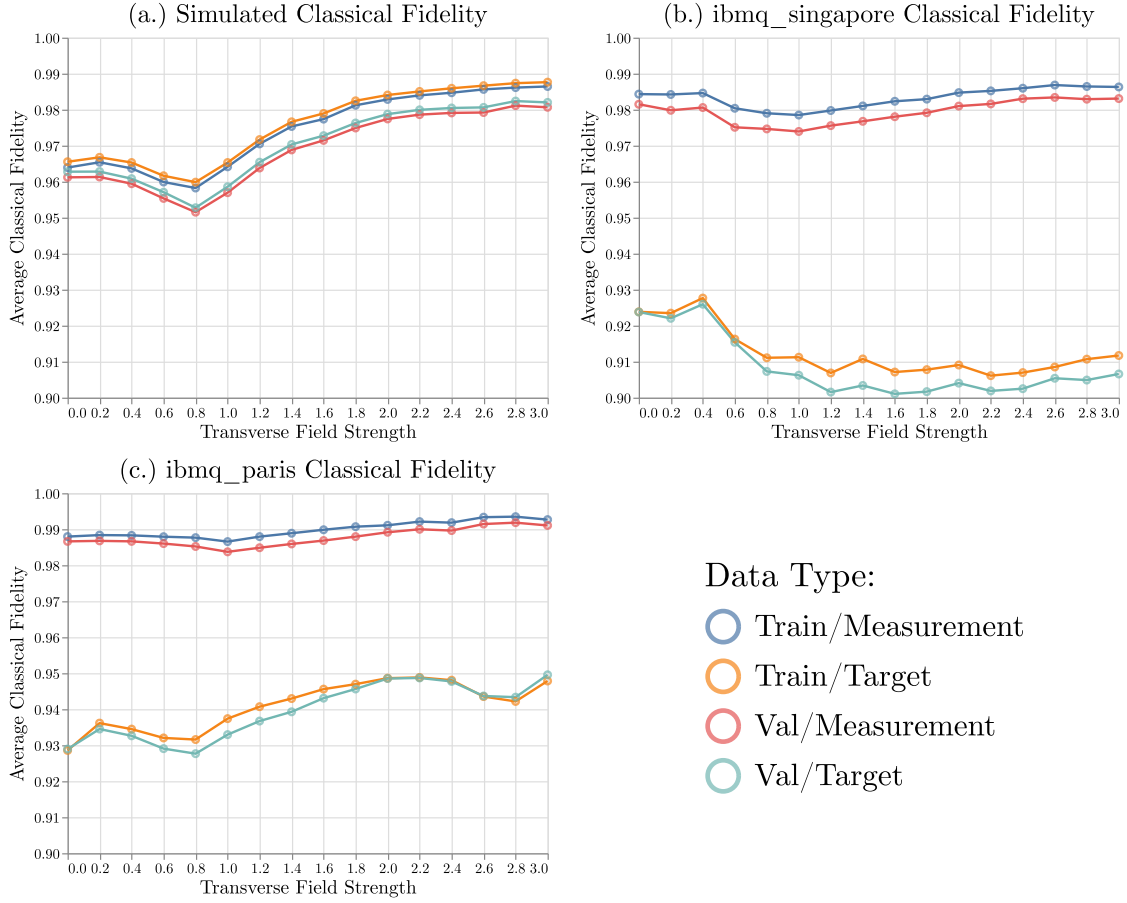 (a.) Simulated Classical Fidelity
1.00
0.99
0.98
0.97
0.96
0.95
0.94
0.93
0.92
0.91
0.90
Average Classical Fidelity
0.0 0.2 0.4 0.6 0.8 1.0 1.2 1.4 1.6 1.8 2.0 2.2 2.4 2.6 2.8 3.0
Transverse Field Strength
(b.) ibmq_singapore Classical Fidelity
1.00
0.99
0.98
0.97
0.96
0.95
0.94
0.93
0.92
0.91
0.90
Average Classical Fidelity
0.0 0.2 0.4 0.6 0.8 1.0 1.2 1.4 1.6 1.8 2.0 2.2 2.4 2.6 2.8 3.0
Transverse Field Strength
(c.) ibmq_paris Classical Fidelity
1.00
0.99
0.98
0.97
0.96
0.95
0.94
0.93
0.92
0.91
0.90
Average Classical Fidelity
0.0 0.2 0.4 0.6 0.8 1.0 1.2 1.4 1.6 1.8 2.0 2.2 2.4 2.6 2.8 3.0
Transverse Field Strength
Data Type:
Train/Measurement
Train/Target
Val/Measurement
Val/Target